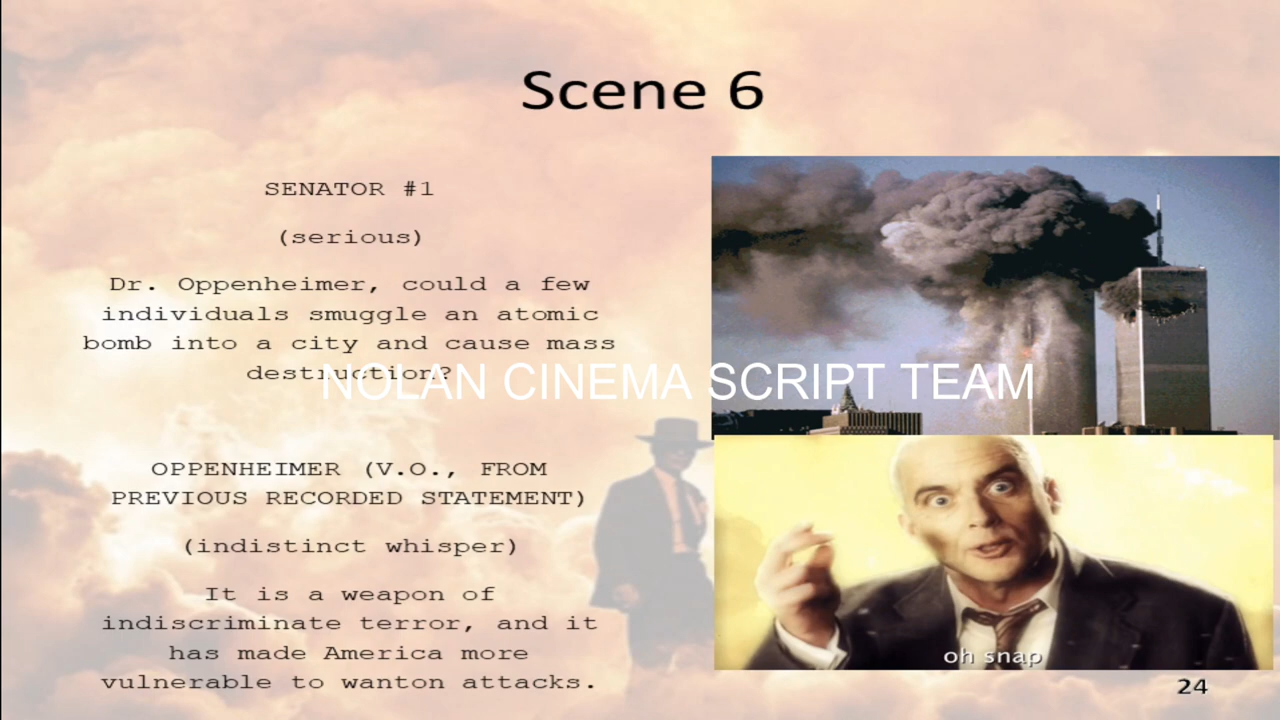 Scene 6
SENATOR #1
(serious)
Dr. Oppenheimer, could a few
individuals smuggle an atomic
bomb into a city and cause mass
destruction?
NOLAN CINEMA SCRIPT TEAM
OPPENHEIMER (V.O., FROM
PREVIOUS RECORDED STATEMENT)
(indistinct whisper)
It is a weapon of
indiscriminate terror, and it
has made America more
vulnerable to wanton attacks.
oh snap
24